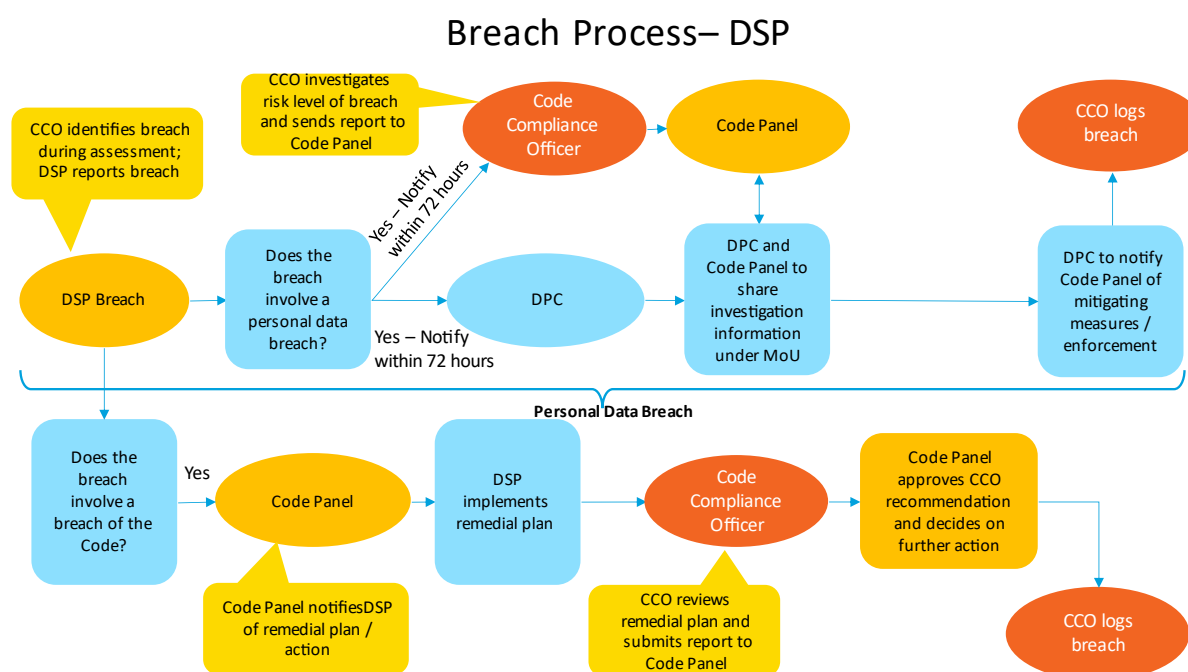 Breach Process– DSP
CCO investigates
risk level of breach
and sends report to
Code Panel
Code
Compliance
Officer
Code Panel
CCO logs
breach
CCO identifies breach
during assessment;
DSP reports breach
Yes – Notify
within 72 hours
DSP Breach
Does the
breach
involve a
personal data
breach?
DPC
DPC and
Code Panel to
share
investigation
information
under MoU
DPC to notify
Code Panel of
mitigating
measures /
enforcement
Yes – Notify
within 72 hours
Personal Data Breach
Does the
breach
involve a
breach of the
Code?
Yes
Code Panel
DSP
implements
remedial plan
Code
Compliance
Officer
Code Panel
approves CCO
recommendation
and decides on
further action
Code Panel notifiesDSP
of remedial plan /
action
CCO reviews
remedial plan and
submits report to
Code Panel
CCO logs
breach